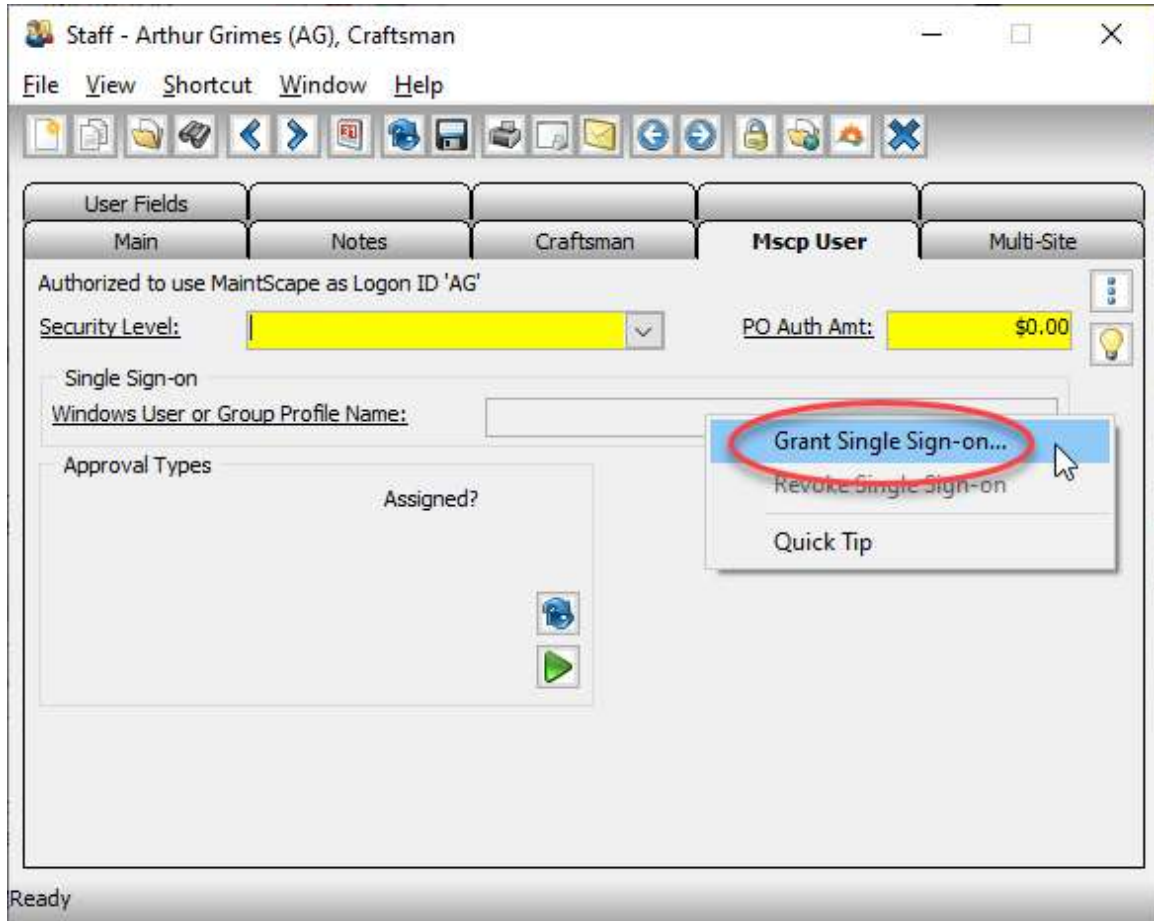 Staff - Arthur Grimes (AG), Craftsman
File View Shortcut Window Help
User Fields
Main Notes Craftsman Mscp User Multi-Site
Authorized to use MaintScape as Logon ID 'AG'
Security Level: PO Auth Amt: $0.00
Single Sign-on
Windows User or Group Profile Name:
Grant Single Sign-on...
Approval Types
Revoke Single Sign-on
Assigned?
Quick Tip
Ready